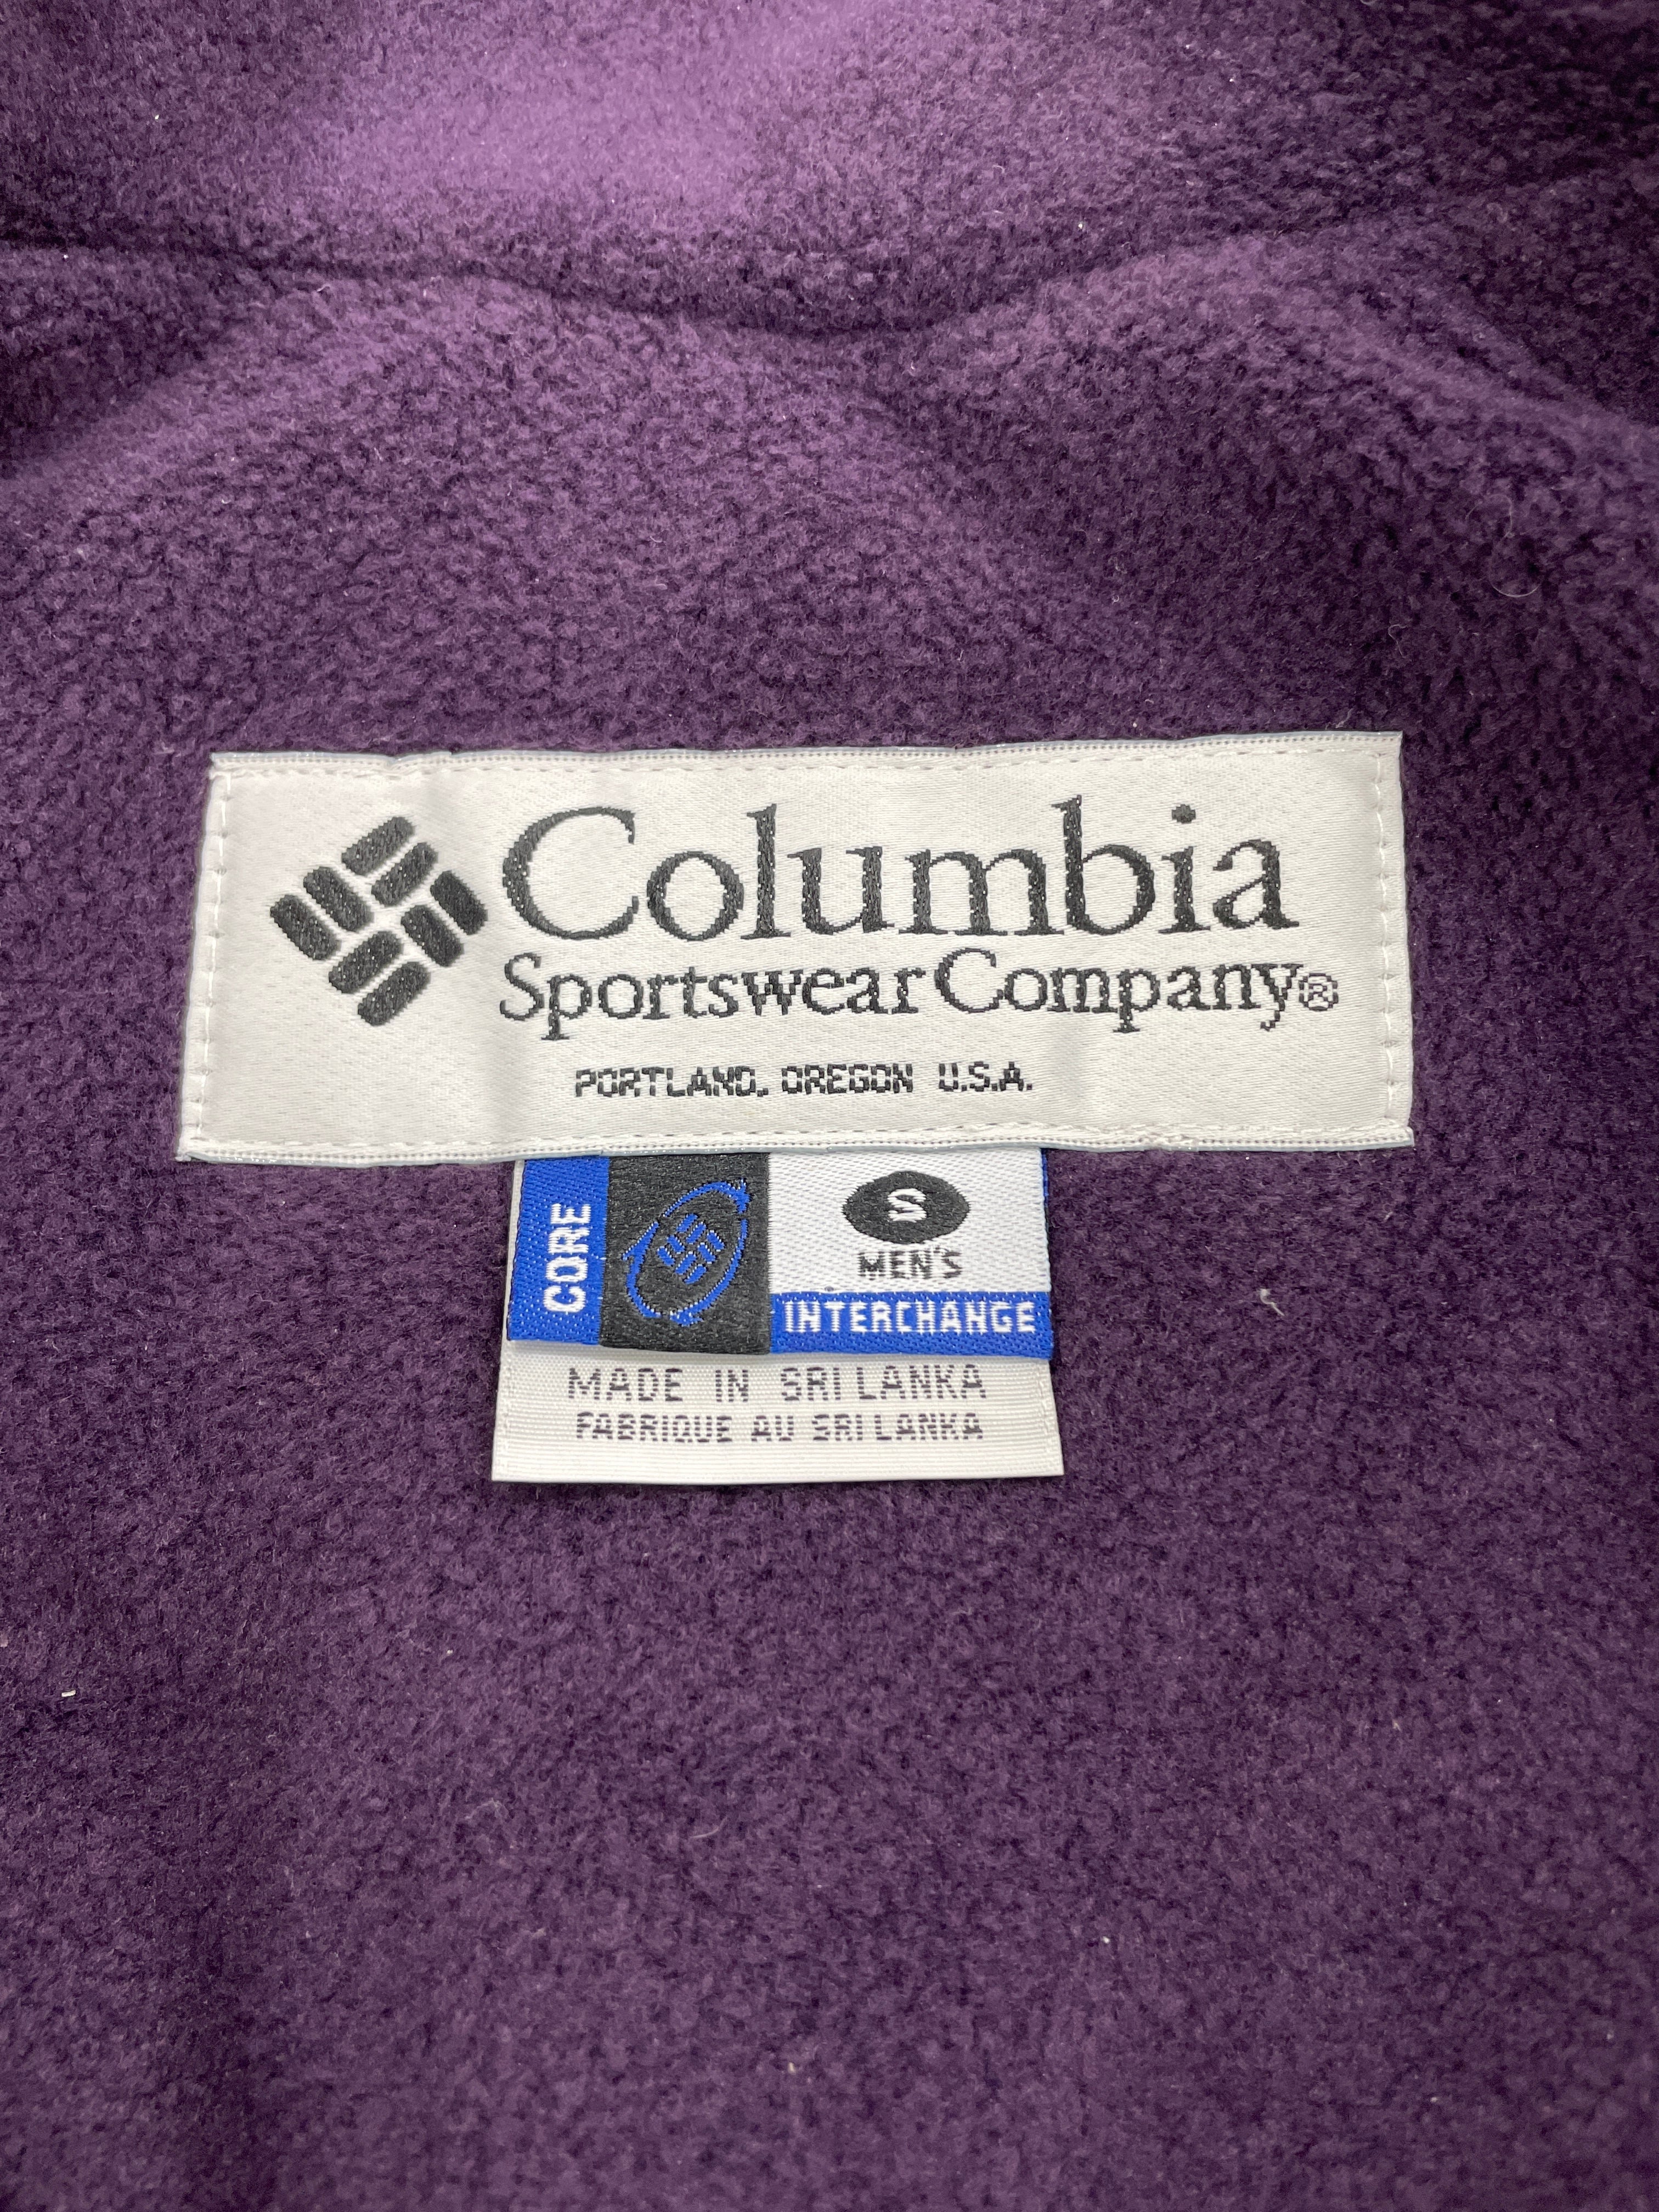 Columbia
Sportswear Company®
PORTLAND, OREGON U.S.A.
CORE
S
MEN'S
INTERCHANGE
MADE IN SRI LANKA
FABRIQUE AU SRI LANKA